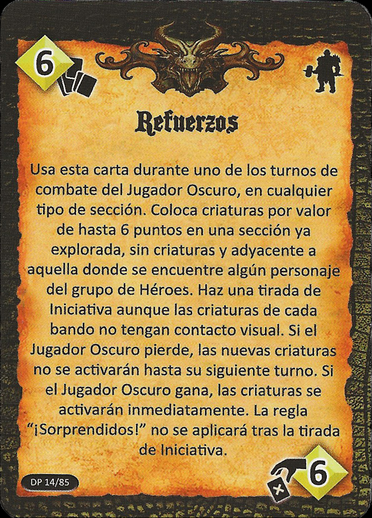 6
Refuerzos
Usa esta carta durante uno de los turnos de
combate del Jugador Oscuro, en cualquier
tipo de sección. Coloca criaturas por valor
de hasta 6 puntos en una sección ya
explorada, sin criaturas y adyacente a
aquella donde se encuentre algún personaje
del grupo de Héroes. Haz una tirada de
Iniciativa aunque las criaturas de cada
bando no tengan contacto visual. Si el
Jugador Oscuro pierde, las nuevas criaturas
no se activarán hasta su siguiente turno. Si
el Jugador Oscuro gana, las criaturas se
activarán inmediatamente. La regla
“¡Sorprendidos!” no se aplicará tras la tirada
de Iniciativa.
DP 14/85
6